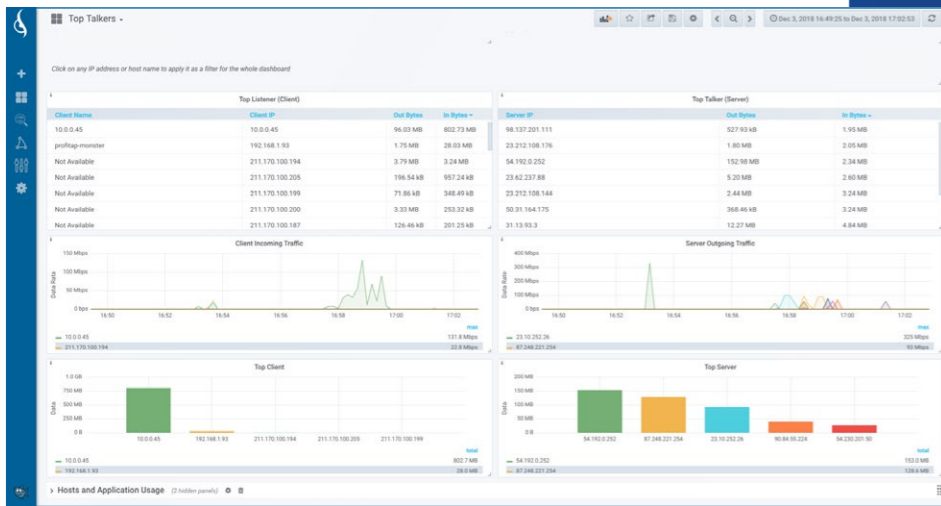 Top Talkers
Dec 3, 2018 16:49:25 to Dec 3, 2018 17:02:53
Click on any IP address or host name to apply it as a filter for the whole dashboard
Top Listener (Client)
Client Name Client IP Out Bytes In Bytes
10.0.0.45 10.0.0.45 96.03 MB 802.73 MB
profitap-monster 192.168.1.93 1.75 MB 28.03 MB
Not Available 211.170.100.194 3.79 MB 3.24 MB
Not Available 211.170.100.205 196.54 kB 957.24 kB
Not Available 211.170.100.199 71.86 kB 348.49 kB
Not Available 211.170.100.200 3.33 MB 253.32 kB
Not Available 211.170.100.187 126.46 kB 201.25 kB
Top Talker (Server)
Server IP Out Bytes In Bytes
98.137.201.111 527.93 kB 1.95 MB
23.212.108.176 1.80 MB 2.05 MB
54.192.0.252 152.98 MB 2.34 MB
23.62.237.88 5.20 MB 2.60 MB
23.212.108.144 2.44 MB 3.24 MB
50.31.164.175 368.46 kB 3.24 MB
31.13.93.3 12.27 MB 4.84 MB
Client Incoming Traffic
Data Rate
150 Mbps
100 Mbps
50 Mbps
0 bps
16:50 16:52 16:54 16:56 16:58 17:00 17:02
max
10.0.0.45 131.8 Mbps
211.170.100.194 22.8 Mbps
Server Outgoing Traffic
Data Rate
400 Mbps
300 Mbps
200 Mbps
100 Mbps
0 bps
16:50 16:52 16:54 16:56 16:58 17:00 17:02
max
23.10.252.26 325 Mbps
87.248.221.254 92 Mbps
Top Client
Data
1.0 GB
750 MB
500 MB
250 MB
0 B
10.0.0.45 192.168.1.93 211.170.100.194 211.170.100.205 211.170.100.199
total
10.0.0.45 802.7 MB
192.168.1.93 28.0 MB
Top Server
Data
200 MB
150 MB
100 MB
50 MB
0 B
54.192.0.252 87.248.221.254 23.10.252.26 90.84.55.224 54.230.201.50
total
54.192.0.252 153.0 MB
87.248.221.254 128.6 MB
Hosts and Application Usage (2 hidden panels)